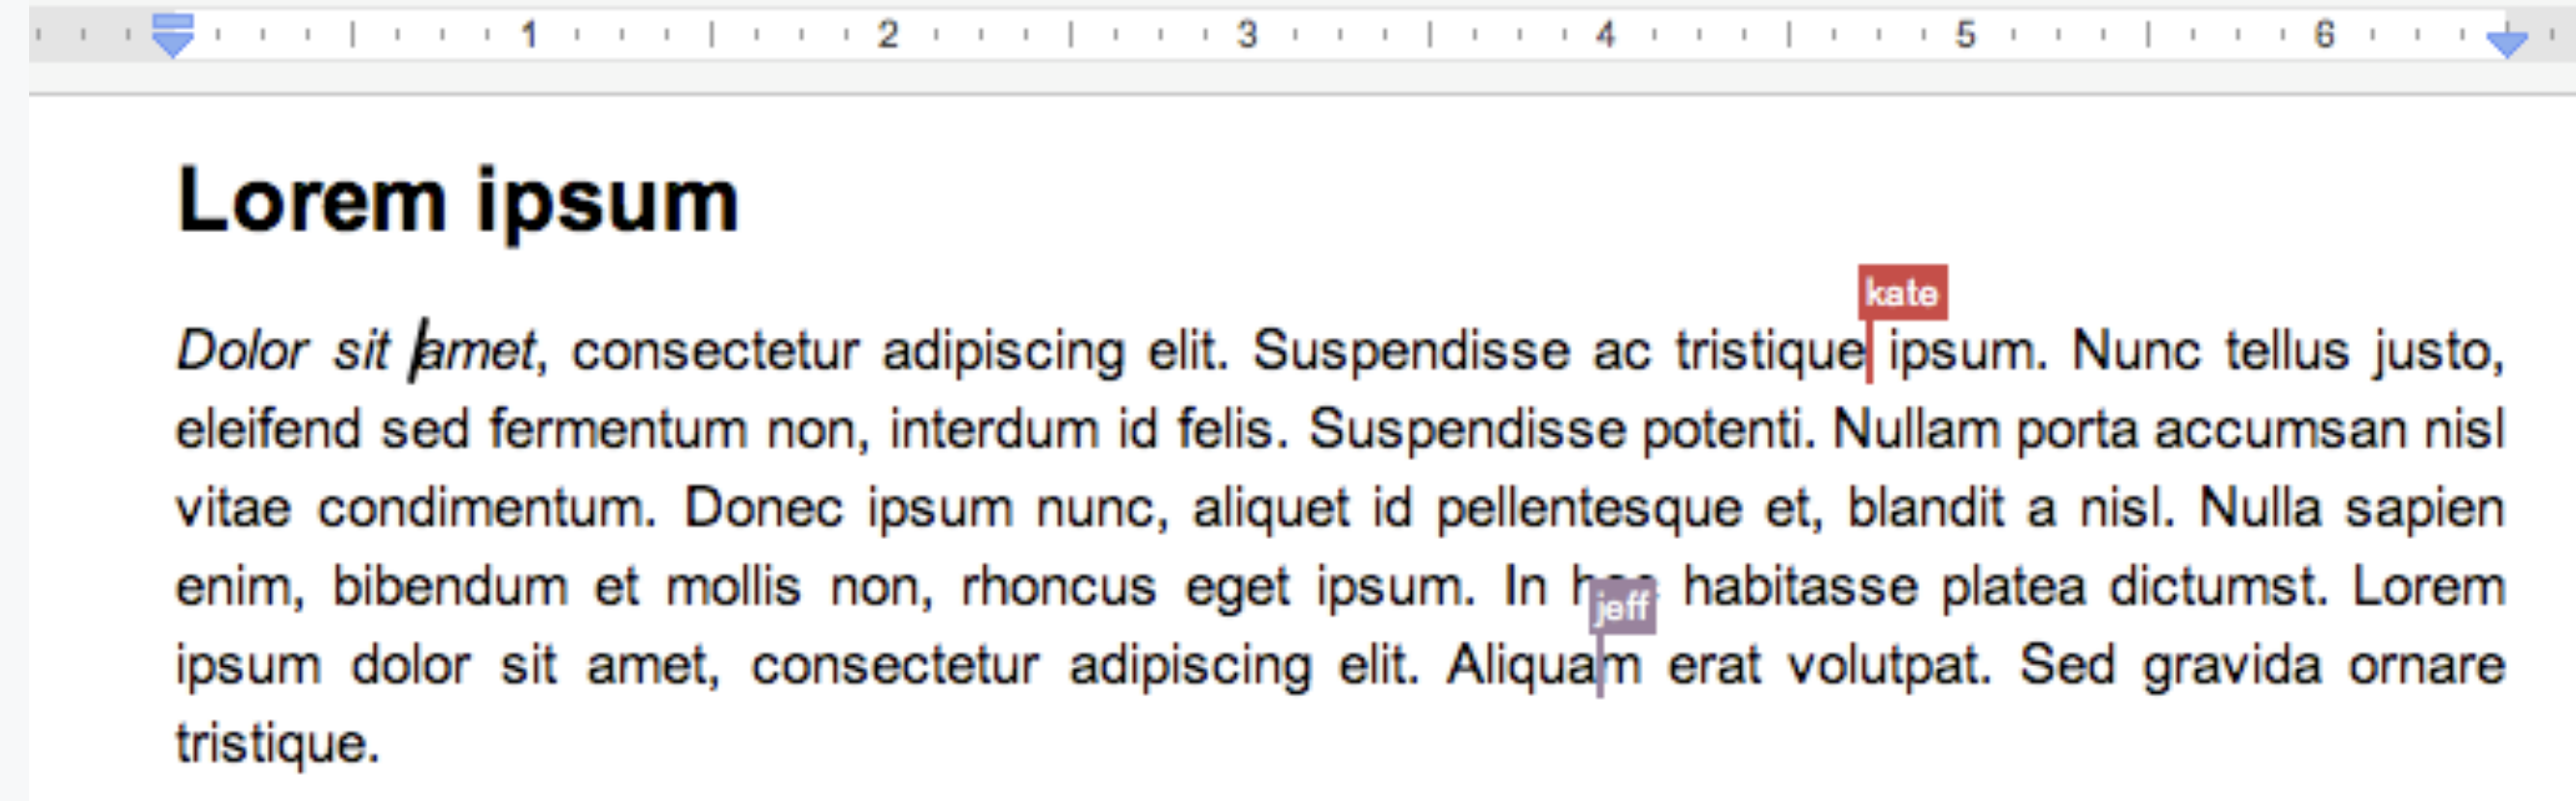 1 2 3 4 5 6
Lorem ipsum
kate
Dolor sit amet, consectetur adipiscing elit. Suspendisse ac tristique ipsum. Nunc tellus justo,
eleifend sed fermentum non, interdum id felis. Suspendisse potenti. Nullam porta accumsan nisl
vitae condimentum. Donec ipsum nunc, aliquet id pellentesque et, blandit a nisl. Nulla sapien
enim, bibendum et mollis non, rhoncus eget ipsum. In habitasse platea dictumst. Lorem
jeff
ipsum dolor sit amet, consectetur adipiscing elit. Aliquam erat volutpat. Sed gravida ornare
tristique.